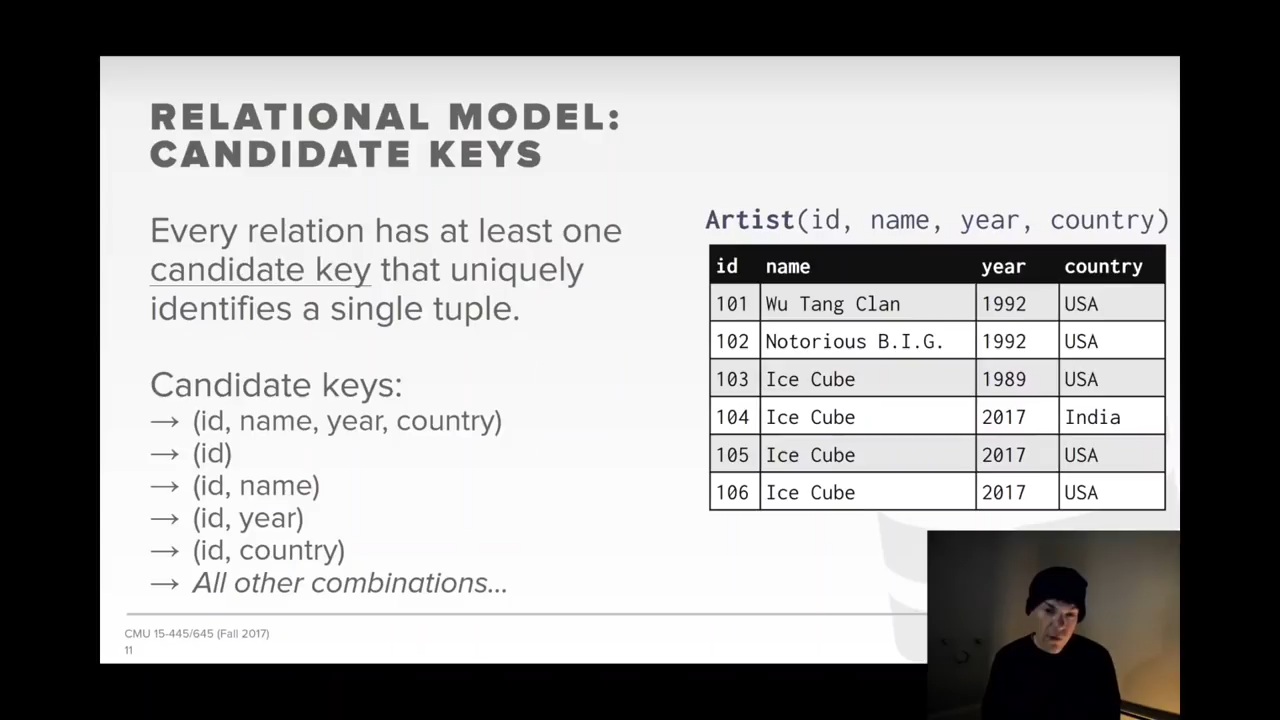 RELATIONAL MODEL:
CANDIDATE KEYS
Every relation has at least one
candidate key that uniquely
identifies a single tuple.
Candidate keys:
→ (id, name, year, country)
→ (id)
→ (id, name)
→ (id, year)
→ (id, country)
→ All other combinations...
Artist(id, name, year, country)
id name year country
101 Wu Tang Clan 1992 USA
102 Notorious B.I.G. 1992 USA
103 Ice Cube 1989 USA
104 Ice Cube 2017 India
105 Ice Cube 2017 USA
106 Ice Cube 2017 USA
CMU 15-445/645 (Fall 2017)
11